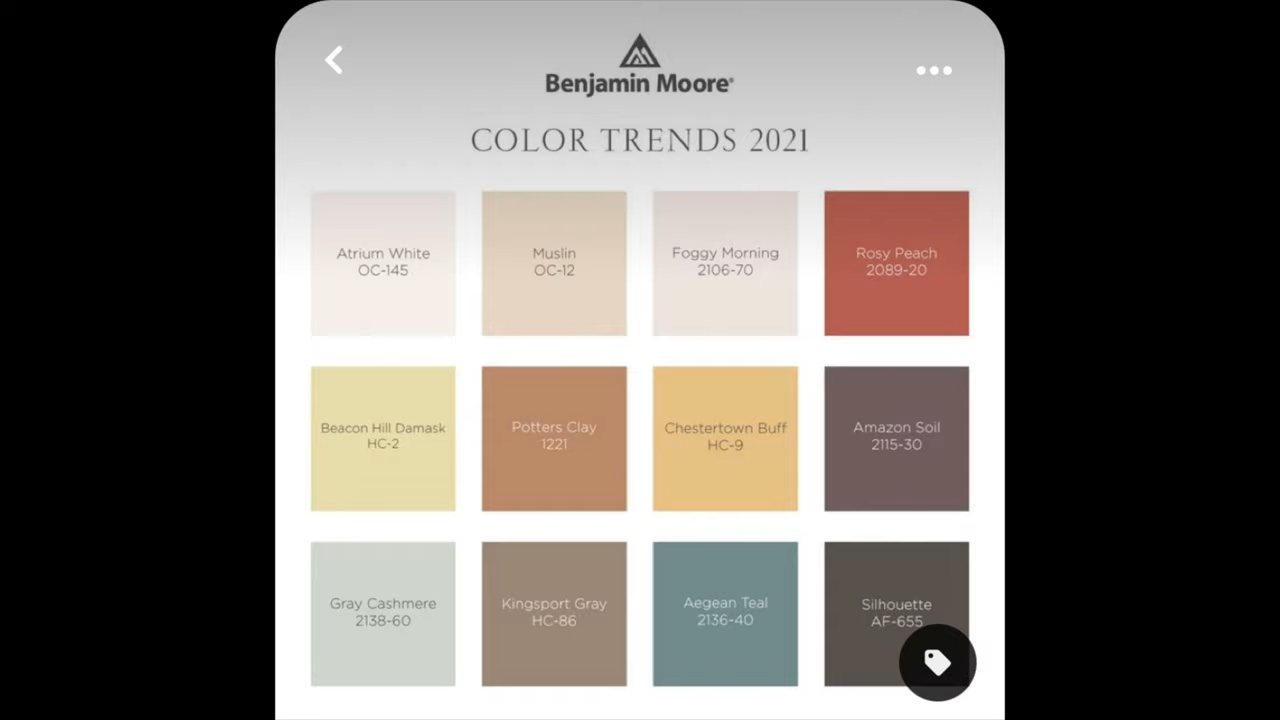 Benjamin Moore®
COLOR TRENDS 2021
Atrium White
OC-145
Muslin
OC-12
Foggy Morning
2106-70
Rosy Peach
2089-20
Beacon Hill Damask
HC-2
Potters Clay
1221
Chestertown Buff
HC-9
Amazon Soil
2115-30
Gray Cashmere
2138-60
Kingsport Gray
HC-86
Aegean Teal
2136-40
Silhouette
AF-655